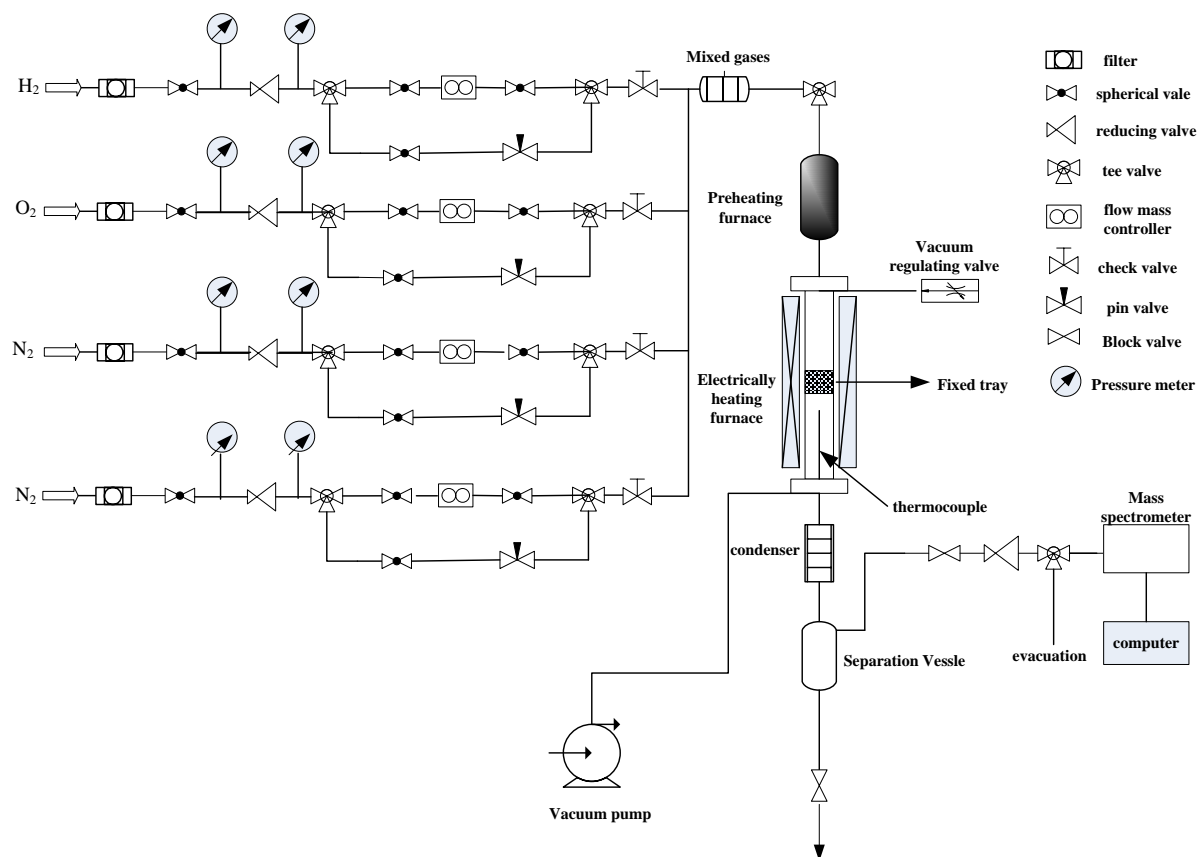 H2
O2
N2
N2
Mixed gases
Preheating
furnace
Vacuum
regulating valve
Electrically
heating
furnace
Fixed tray
thermocouple
condenser
Mass
spectrometer
computer
evacuation
Separation Vessle
Vacuum pump
filter
spherical vale
reducing valve
tee valve
flow mass
controller
check valve
pin valve
Block valve
Pressure meter